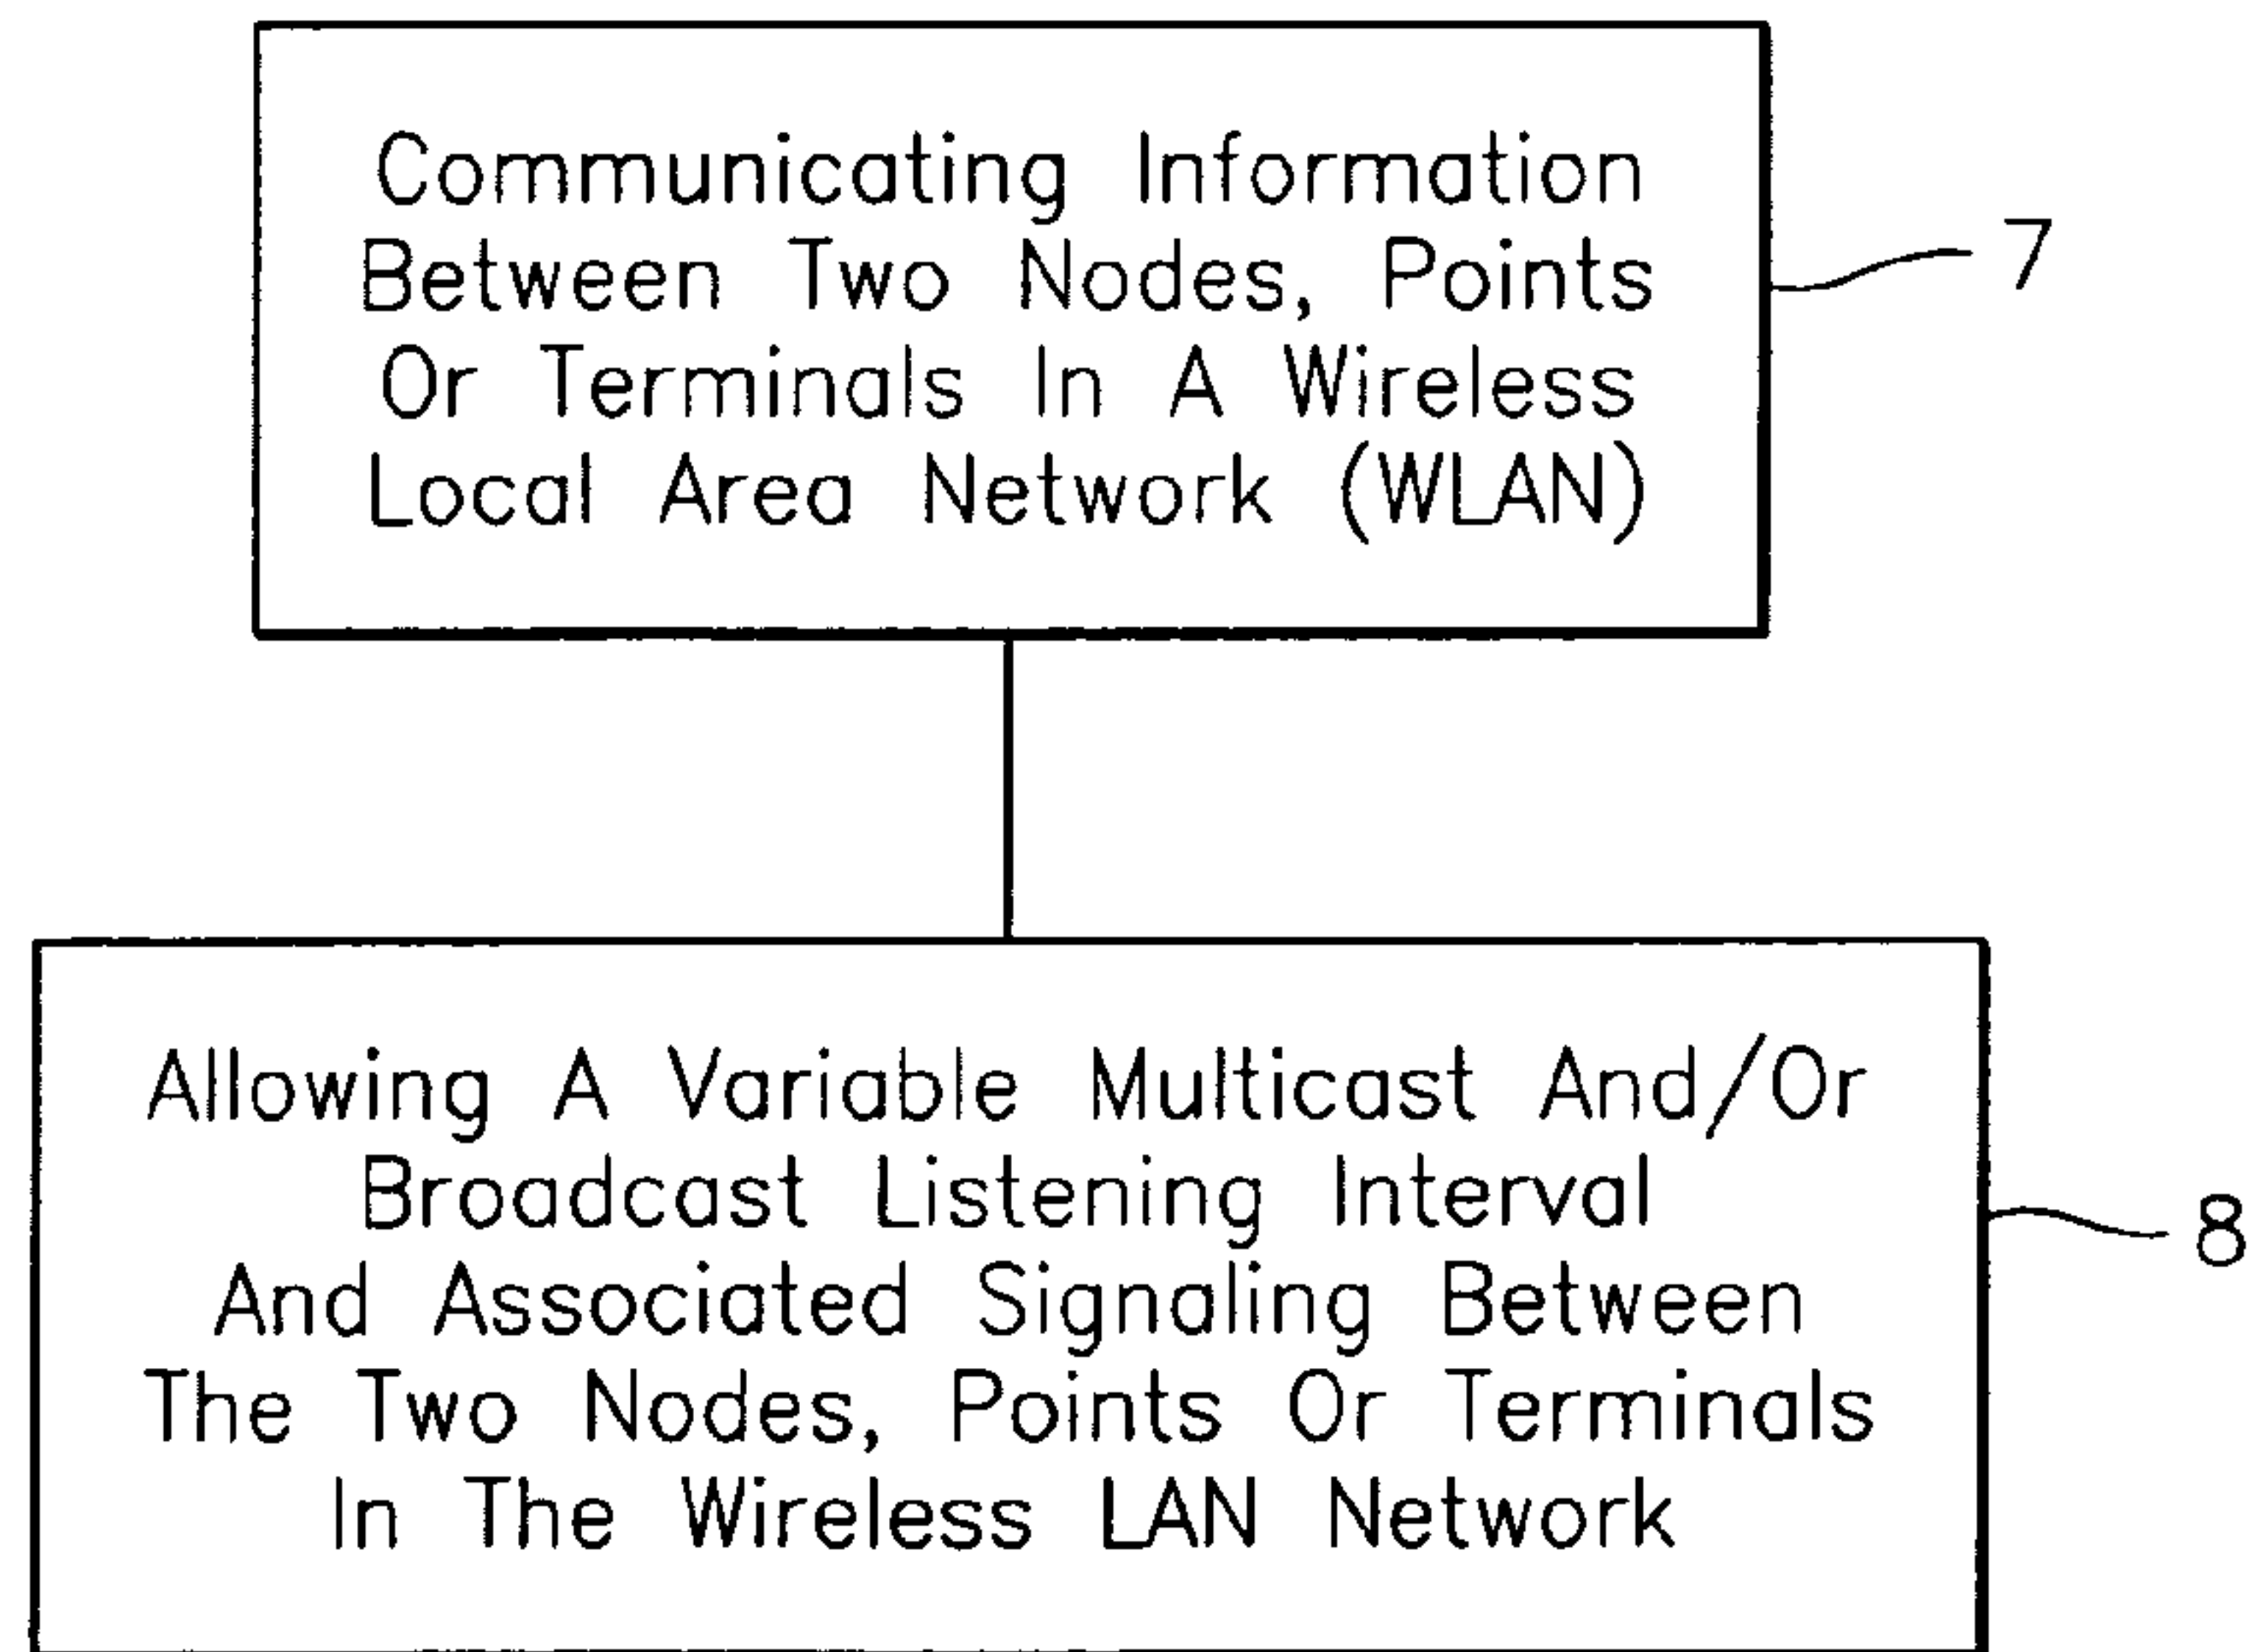 Communicating Information
Between Two Nodes, Points
Or Terminals In A Wireless
Local Area Network (WLAN)
7
Allowing A Variable Multicast And/Or
Broadcast Listening Interval
And Associated Signaling Between
The Two Nodes, Points Or Terminals
In The Wireless LAN Network
8